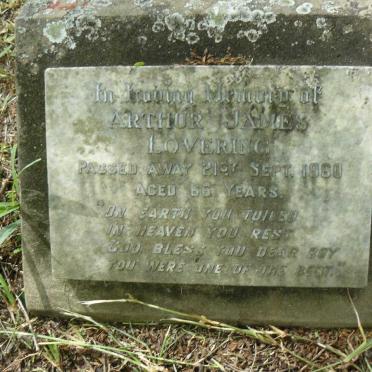 In Loving Memory of
ARTHUR JAMES
LOVERING
PASSED AWAY 21ST SEPT. 1960
AGED 66 YEARS.
"ON EARTH YOU TOILED
IN HEAVEN YOU REST
GOD BLESS YOU DEAR BOY
YOU WERE "ONE OF THE BEST."